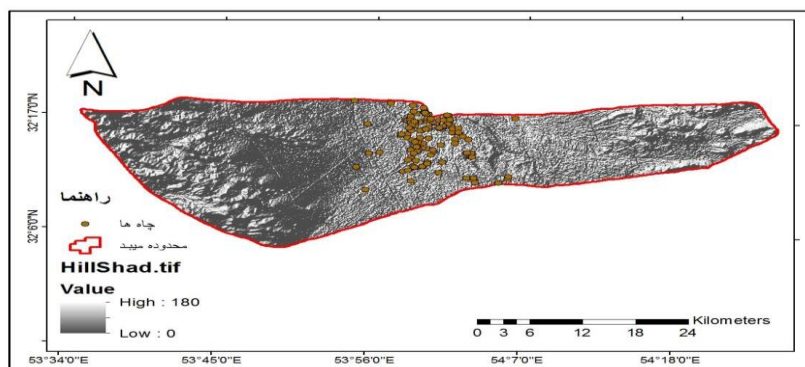 N
32°17'0"N
32°6'0"N
راهنما
چاه ها
محدوده میبد
HillShad.tif
Value
High : 180
Low : 0
Kilometers
0 3 6 12 18 24
53°34'0"E 53°45'0"E 53°56'0"E 54°7'0"E 54°18'0"E